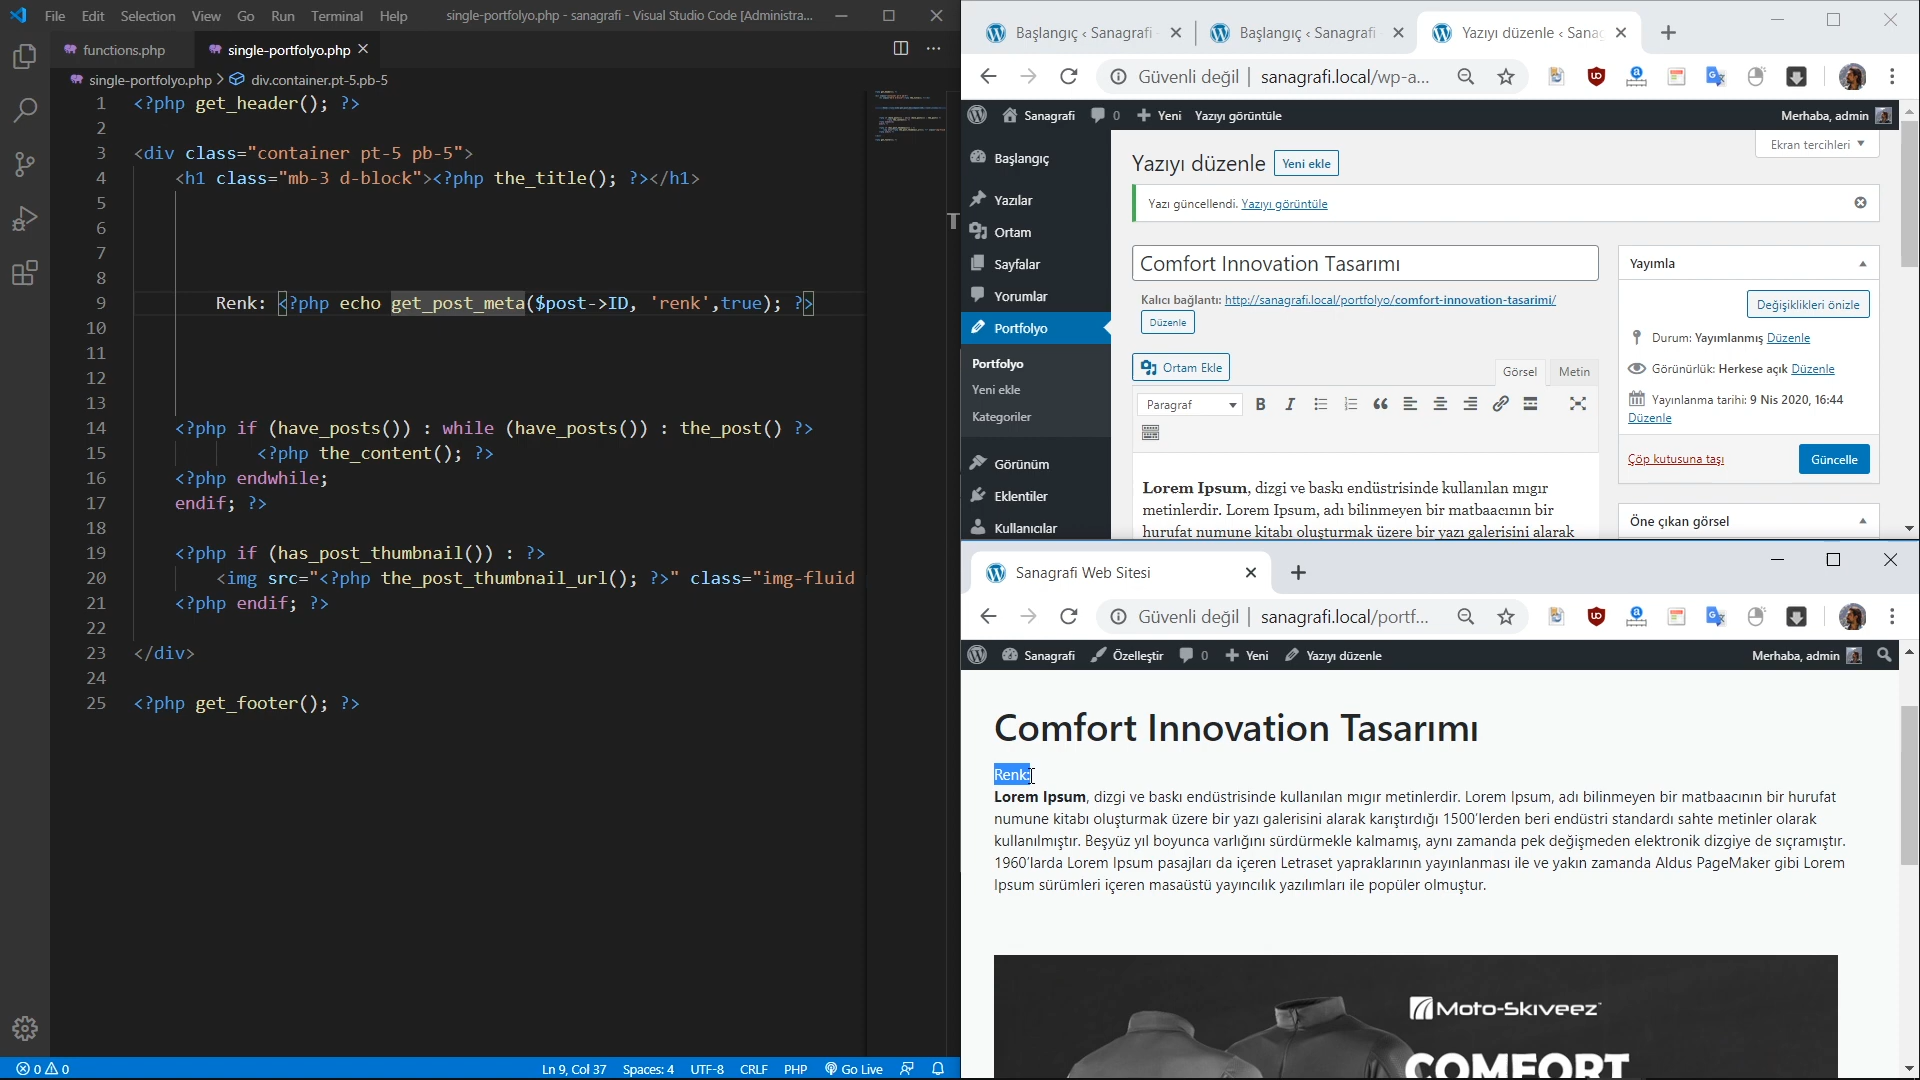 File Edit Selection View Go Run Terminal Help single-portfolyo.php - sanagrafi - Visual Studio Code [Administra...
functions.php single-portfolyo.php
single-portfolyo.php > div.container.pt-5.pb-5
1 <?php get_header(); ?>
2
3 <div class="container pt-5 pb-5">
4 <h1 class="mb-3 d-block"><?php the_title(); ?></h1>
5
6
7
8
9 Renk: <?php echo get_post_meta($post->ID, 'renk',true); ?>
10
11
12
13
14 <?php if (have_posts()) : while (have_posts()) : the_post() ?>
15 <?php the_content(); ?>
16 <?php endwhile;
17 endif; ?>
18
19 <?php if (has_post_thumbnail()) : ?>
20 <img src="<?php the_post_thumbnail_url(); ?>" class="img-fluid
21 <?php endif; ?>
22
23 </div>
24
25 <?php get_footer(); ?>
0 0 Ln 9, Col 37 Spaces: 4 UTF-8 CRLF PHP Go Live
Başlangıç ‹ Sanagrafi Başlangıç ‹ Sanagrafi Yazıyı düzenle ‹ Sanag
Güvenli değil | sanagrafi.local/wp-a...
Sanagrafi 0 Yeni Yazıyı görüntüle Merhaba, admin
Ekran tercihleri
Başlangıç
Yazılar
Ortam
Sayfalar
Yorumlar
Portfolyo
Portfolyo
Yeni ekle
Kategoriler
Görünüm
Eklentiler
Kullanıcılar
Yazıyı düzenle Yeni ekle
Yazı güncellendi. Yazıyı görüntüle
Comfort Innovation Tasarımı
Kalıcı bağlantı: http://sanagrafi.local/portfolyo/comfort-innovation-tasarimi/
Düzenle
Ortam Ekle
Görsel Metin
Paragraf
Lorem Ipsum, dizgi ve baskı endüstrisinde kullanılan mıgır
metinlerdir. Lorem Ipsum, adı bilinmeyen bir matbaacının bir
hurufat numune kitabı oluşturmak üzere bir yazı galerisini alarak
Yayımla
Değişiklikleri önizle
Durum: Yayımlanmış Düzenle
Görünürlük: Herkese açık Düzenle
Yayınlanma tarihi: 9 Nis 2020, 16:44
Düzenle
Çöp kutusuna taşı Güncelle
Öne çıkan görsel
Sanagrafi Web Sitesi
Güvenli değil | sanagrafi.local/portf...
Sanagrafi Özelleştir 0 Yeni Yazıyı düzenle Merhaba, admin
Comfort Innovation Tasarımı
Renk:
Lorem Ipsum, dizgi ve baskı endüstrisinde kullanılan mıgır metinlerdir. Lorem Ipsum, adı bilinmeyen bir matbaacının bir hurufat
numune kitabı oluşturmak üzere bir yazı galerisini alarak karıştırdığı 1500'lerden beri endüstri standardı sahte metinler olarak
kullanılmıştır. Beşyüz yıl boyunca varlığını sürdürmekle kalmamış, aynı zamanda pek değişmeden elektronik dizgiye de sıçramıştır.
1960'larda Lorem Ipsum pasajları da içeren Letraset yapraklarının yayınlanması ile ve yakın zamanda Aldus PageMaker gibi Lorem
Ipsum sürümleri içeren masaüstü yayıncılık yazılımları ile popüler olmuştur.
Moto-Skiveez
COMFORT